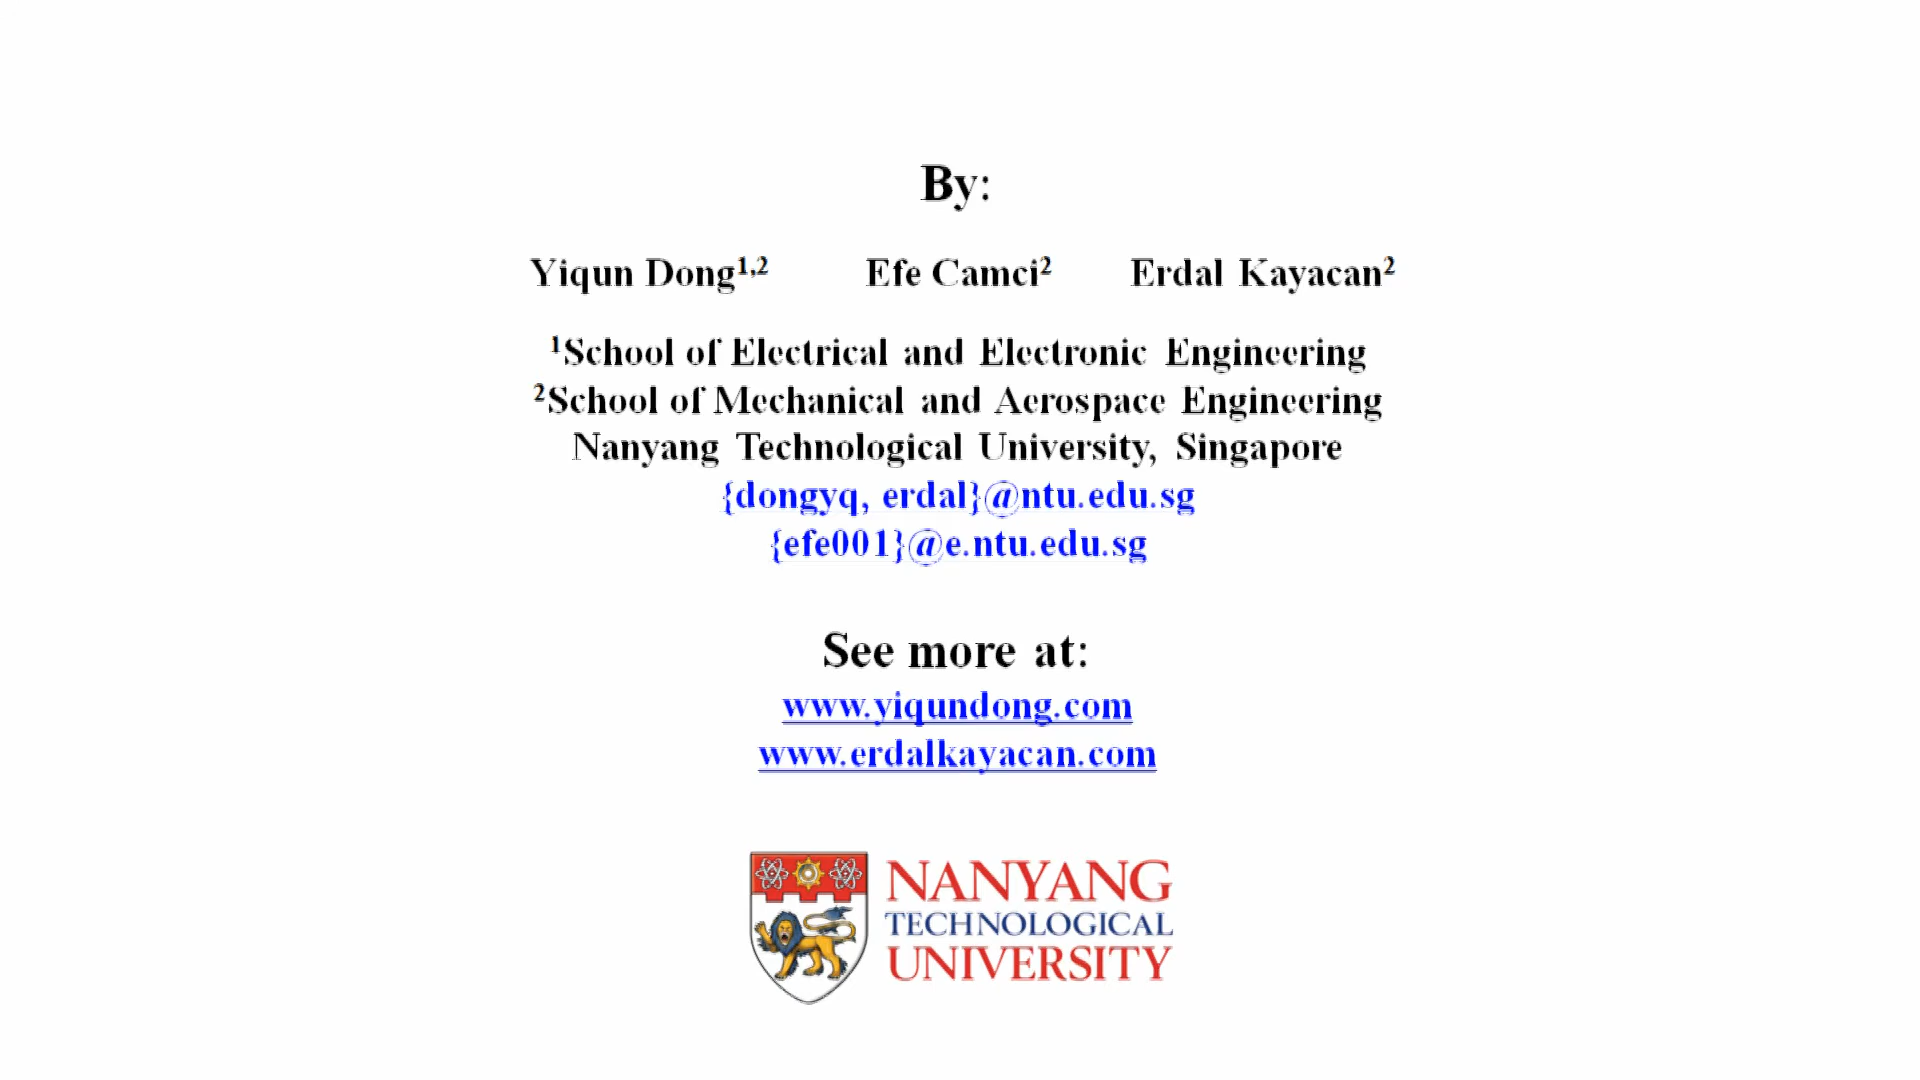 By:
Yiqun Dong1,2 Efe Camci2 Erdal Kayacan2
1School of Electrical and Electronic Engineering
2School of Mechanical and Aerospace Engineering
Nanyang Technological University, Singapore
{dongyq, erdal}@ntu.edu.sg
{efe001}@e.ntu.edu.sg
See more at:
www.yiqundong.com
www.erdalkayacan.com
NANYANG
TECHNOLOGICAL
UNIVERSITY